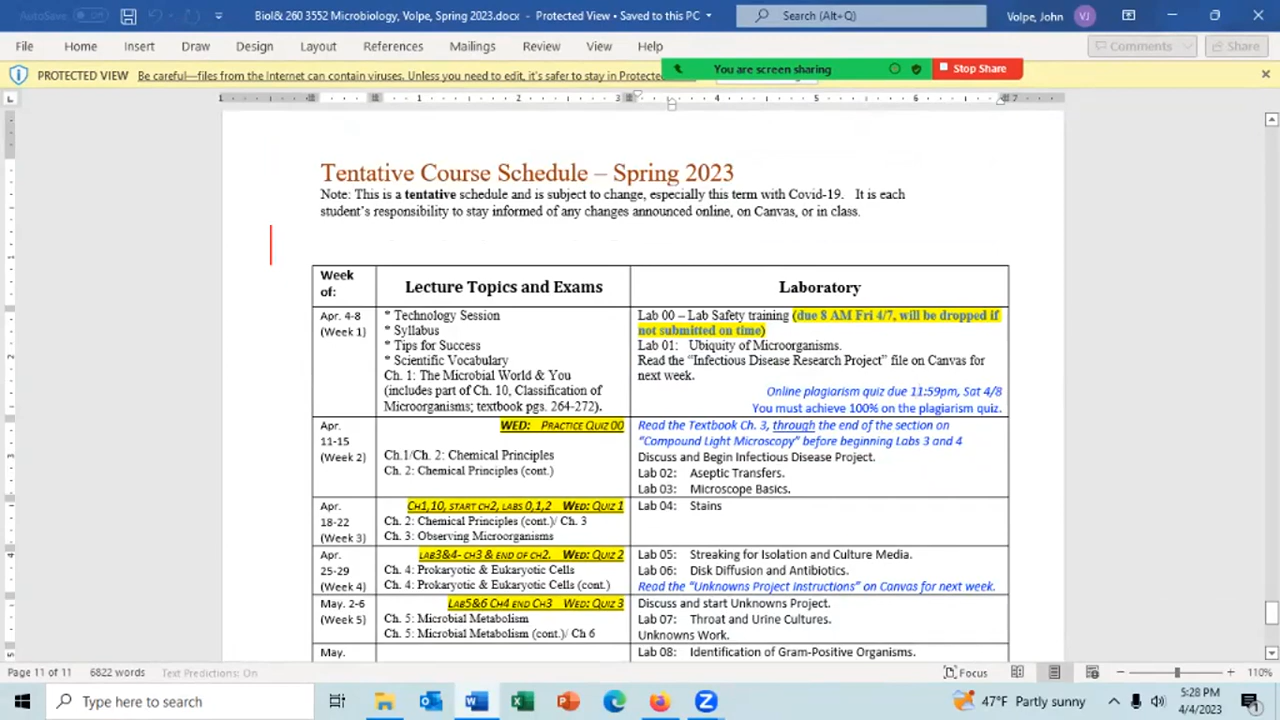 AutoSave Off
Biol& 260 3552 Microbiology, Volpe, Spring 2023.docx - Protected View • Saved to this PC
Search (Alt+Q)
Volpe, John VJ
File Home Insert Draw Design Layout References Mailings Review View Help
Comments Share
PROTECTED VIEW Be careful—files from the Internet can contain viruses. Unless you need to edit, it's safer to stay in Protected
You are screen sharing Stop Share
1 1 2 3 4 5 6 7
Tentative Course Schedule – Spring 2023
Note: This is a tentative schedule and is subject to change, especially this term with Covid-19. It is each
student's responsibility to stay informed of any changes announced online, on Canvas, or in class.
Week
of:
Lecture Topics and Exams
Laboratory
Apr. 4-8
(Week 1)
* Technology Session
* Syllabus
* Tips for Success
* Scientific Vocabulary
Ch. 1: The Microbial World & You
(includes part of Ch. 10, Classification of
Microorganisms; textbook pgs. 264-272).
Lab 00 – Lab Safety training (due 8 AM Fri 4/7, will be dropped if
not submitted on time)
Lab 01: Ubiquity of Microorganisms.
Read the "Infectious Disease Research Project" file on Canvas for
next week.
Online plagiarism quiz due 11:59pm, Sat 4/8
You must achieve 100% on the plagiarism quiz.
Apr.
11-15
(Week 2)
WED: PRACTICE QUIZ 00
Ch.1/Ch. 2: Chemical Principles
Ch. 2: Chemical Principles (cont.)
Read the Textbook Ch. 3, through the end of the section on
"Compound Light Microscopy" before beginning Labs 3 and 4
Discuss and Begin Infectious Disease Project.
Lab 02: Aseptic Transfers.
Lab 03: Microscope Basics.
Apr.
18-22
(Week 3)
CH1,10, START CH2, LABS 0,1,2 WED: QUIZ 1
Ch. 2: Chemical Principles (cont.)/ Ch. 3
Ch. 3: Observing Microorganisms
Lab 04: Stains
Apr.
25-29
(Week 4)
LAB3&4- CH3 & END OF CH2. WED: QUIZ 2
Ch. 4: Prokaryotic & Eukaryotic Cells
Ch. 4: Prokaryotic & Eukaryotic Cells (cont.)
Lab 05: Streaking for Isolation and Culture Media.
Lab 06: Disk Diffusion and Antibiotics.
Read the "Unknowns Project Instructions" on Canvas for next week.
May. 2-6
(Week 5)
LAB5&6 CH4 END CH3 WED: QUIZ 3
Ch. 5: Microbial Metabolism
Ch. 5: Microbial Metabolism (cont.)/ Ch 6
Discuss and start Unknowns Project.
Lab 07: Throat and Urine Cultures.
Unknowns Work.
May.
Lab 08: Identification of Gram-Positive Organisms.
Page 11 of 11 6822 words Text Predictions: On Focus 110%
Type here to search
47°F Partly sunny
5:28 PM
4/4/2023